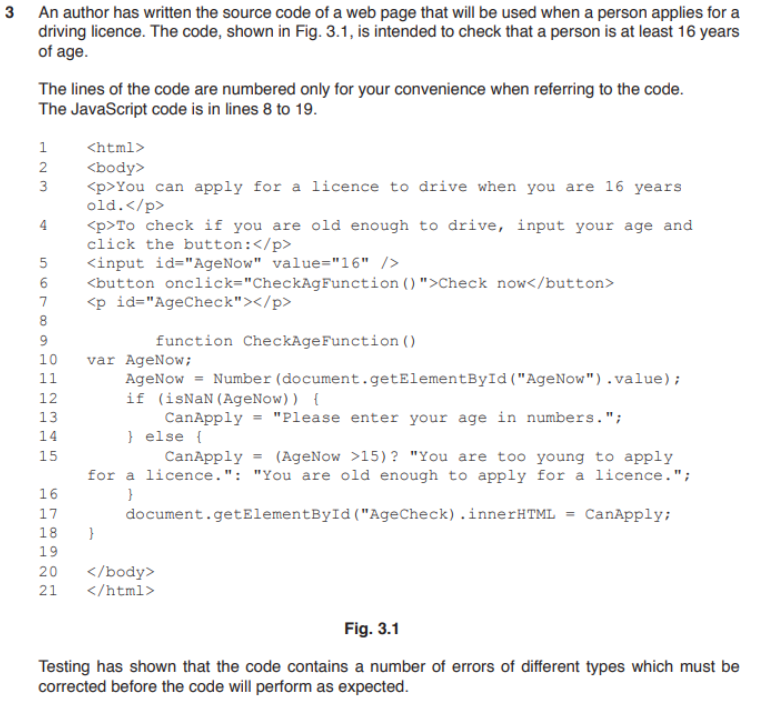 3 An author has written the source code of a web page that will be used when a person applies for a
driving licence. The code, shown in Fig. 3.1, is intended to check that a person is at least 16 years
of age.
The lines of the code are numbered only for your convenience when referring to the code.
The JavaScript code is in lines 8 to 19.
1 <html>
2 <body>
3 <p>You can apply for a licence to drive when you are 16 years
old.</p>
4 <p>To check if you are old enough to drive, input your age and
click the button:</p>
5 <input id="AgeNow" value="16" />
6 <button onclick="CheckAgFunction()">Check now</button>
7 <p id="AgeCheck"></p>
8
9 function CheckAgeFunction()
10 var AgeNow;
11 AgeNow = Number(document.getElementById("AgeNow").value);
12 if (isNaN(AgeNow)) {
13 CanApply = "Please enter your age in numbers.";
14 } else {
15 CanApply = (AgeNow >15)? "You are too young to apply
for a licence.": "You are old enough to apply for a licence.";
16 }
17 document.getElementById("AgeCheck).innerHTML = CanApply;
18 }
19
20 </body>
21 </html>
Fig. 3.1
Testing has shown that the code contains a number of errors of different types which must be
corrected before the code will perform as expected.